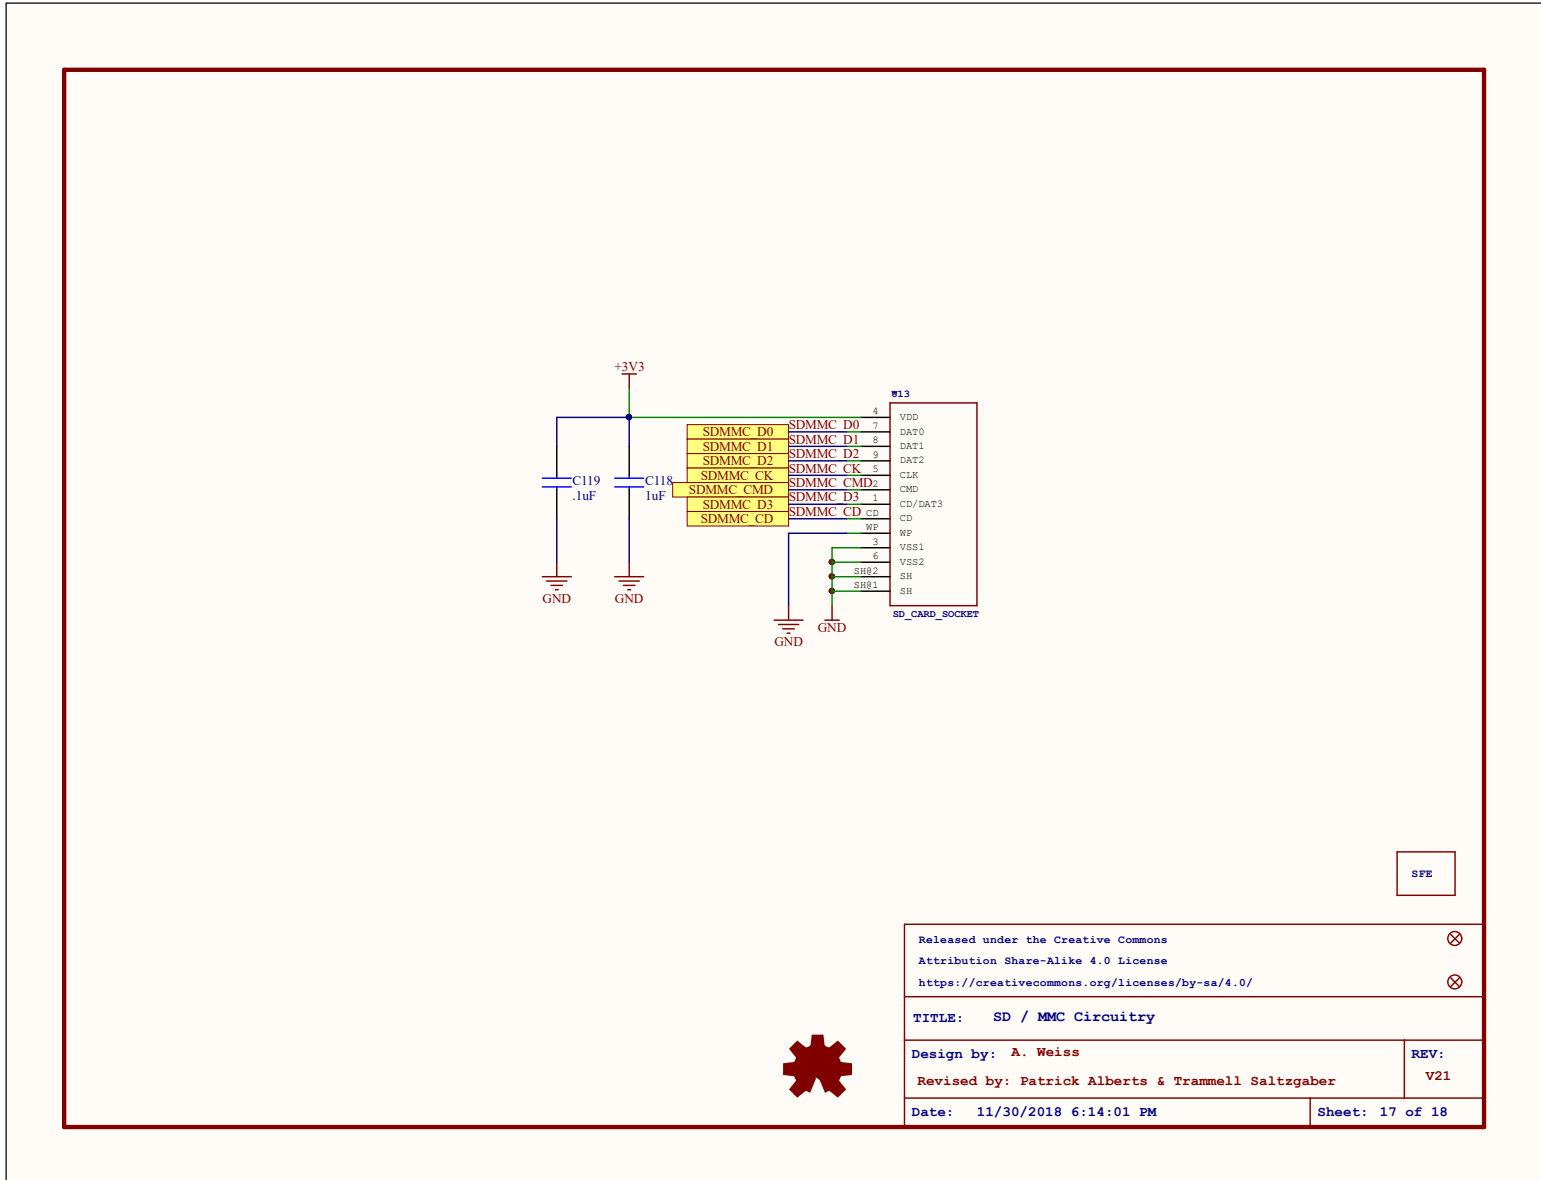 +3V3
U13
4 VDD
SDMMC_D0 SDMMC_D0 7 DAT0
SDMMC_D1 SDMMC_D1 8 DAT1
SDMMC_D2 SDMMC_D2 9 DAT2
SDMMC_CK SDMMC_CK 5 CLK
SDMMC_CMD SDMMC_CMD 2 CMD
SDMMC_D3 SDMMC_D3 1 CD/DAT3
SDMMC_CD SDMMC_CD CD CD
WP WP
3 VSS1
6 VSS2
SH@2 SH
SH@1 SH
SD_CARD_SOCKET
C119
.1uF
C118
1uF
GND
GND
GND
GND
SFE
Released under the Creative Commons
Attribution Share-Alike 4.0 License
https://creativecommons.org/licenses/by-sa/4.0/
TITLE: SD / MMC Circuitry
Design by: A. Weiss
Revised by: Patrick Alberts & Trammell Saltzgaber
REV:
V21
Date: 11/30/2018 6:14:01 PM
Sheet: 17 of 18